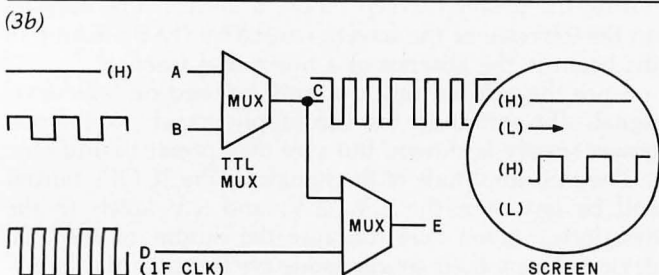 (3b)
(H) A
MUX
C
B
TTL
MUX
MUX
E
D
(1F CLK)
(H)
(L)
(H)
(L)
SCREEN